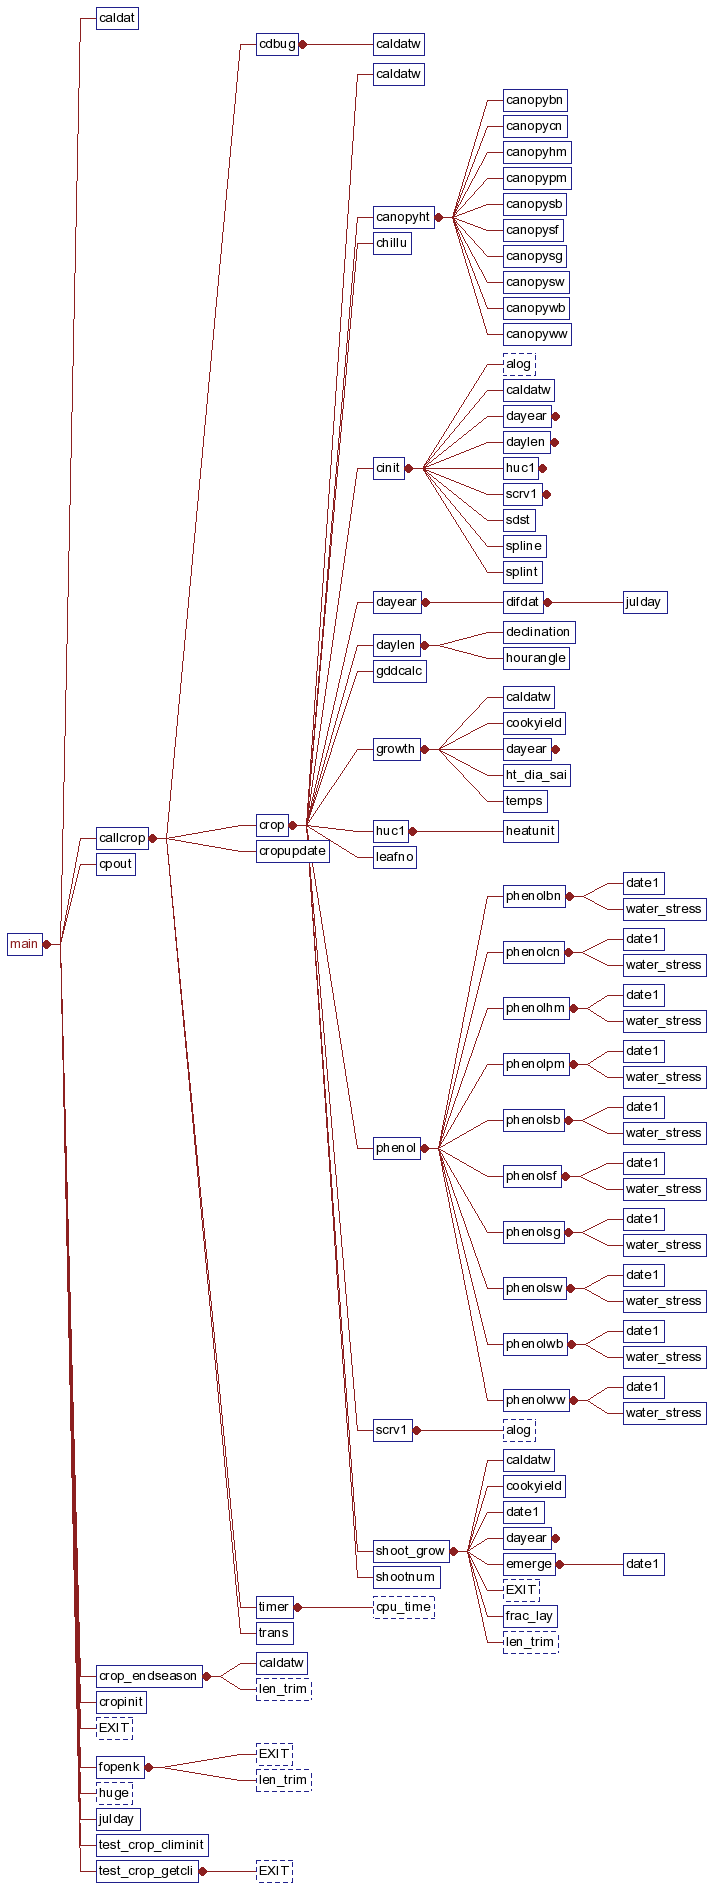 caldat
cdbug
caldatw
caldatw
canopybn
canopycn
canopyhm
canopypm
canopysb
canopyht
canopysf
chillu
canopysg
canopysw
canopywb
canopyww
alog
caldatw
dayear
daylen
cinit
huc1
scrv1
sdst
spline
splint
dayear
difdat
julday
declination
daylen
hourangle
gddcalc
caldatw
cookyield
growth
dayear
ht_dia_sai
temps
crop
huc1
heatunit
callcrop
cropupdate
leafno
cpout
date1
phenolbn
water_stress
main
date1
phenolcn
water_stress
date1
phenolhm
water_stress
date1
phenolpm
water_stress
date1
phenolsb
water_stress
phenol
date1
phenolsf
water_stress
date1
phenolsg
water_stress
date1
phenolsw
water_stress
date1
phenolwb
water_stress
date1
phenolww
water_stress
scrv1
alog
caldatw
cookyield
date1
dayear
shoot_grow
emerge
date1
shootnum
EXIT
timer
cpu_time
frac_lay
trans
len_trim
caldatw
crop_endseason
len_trim
cropinit
EXIT
EXIT
fopenk
len_trim
huge
julday
test_crop_climinit
test_crop_getcli
EXIT